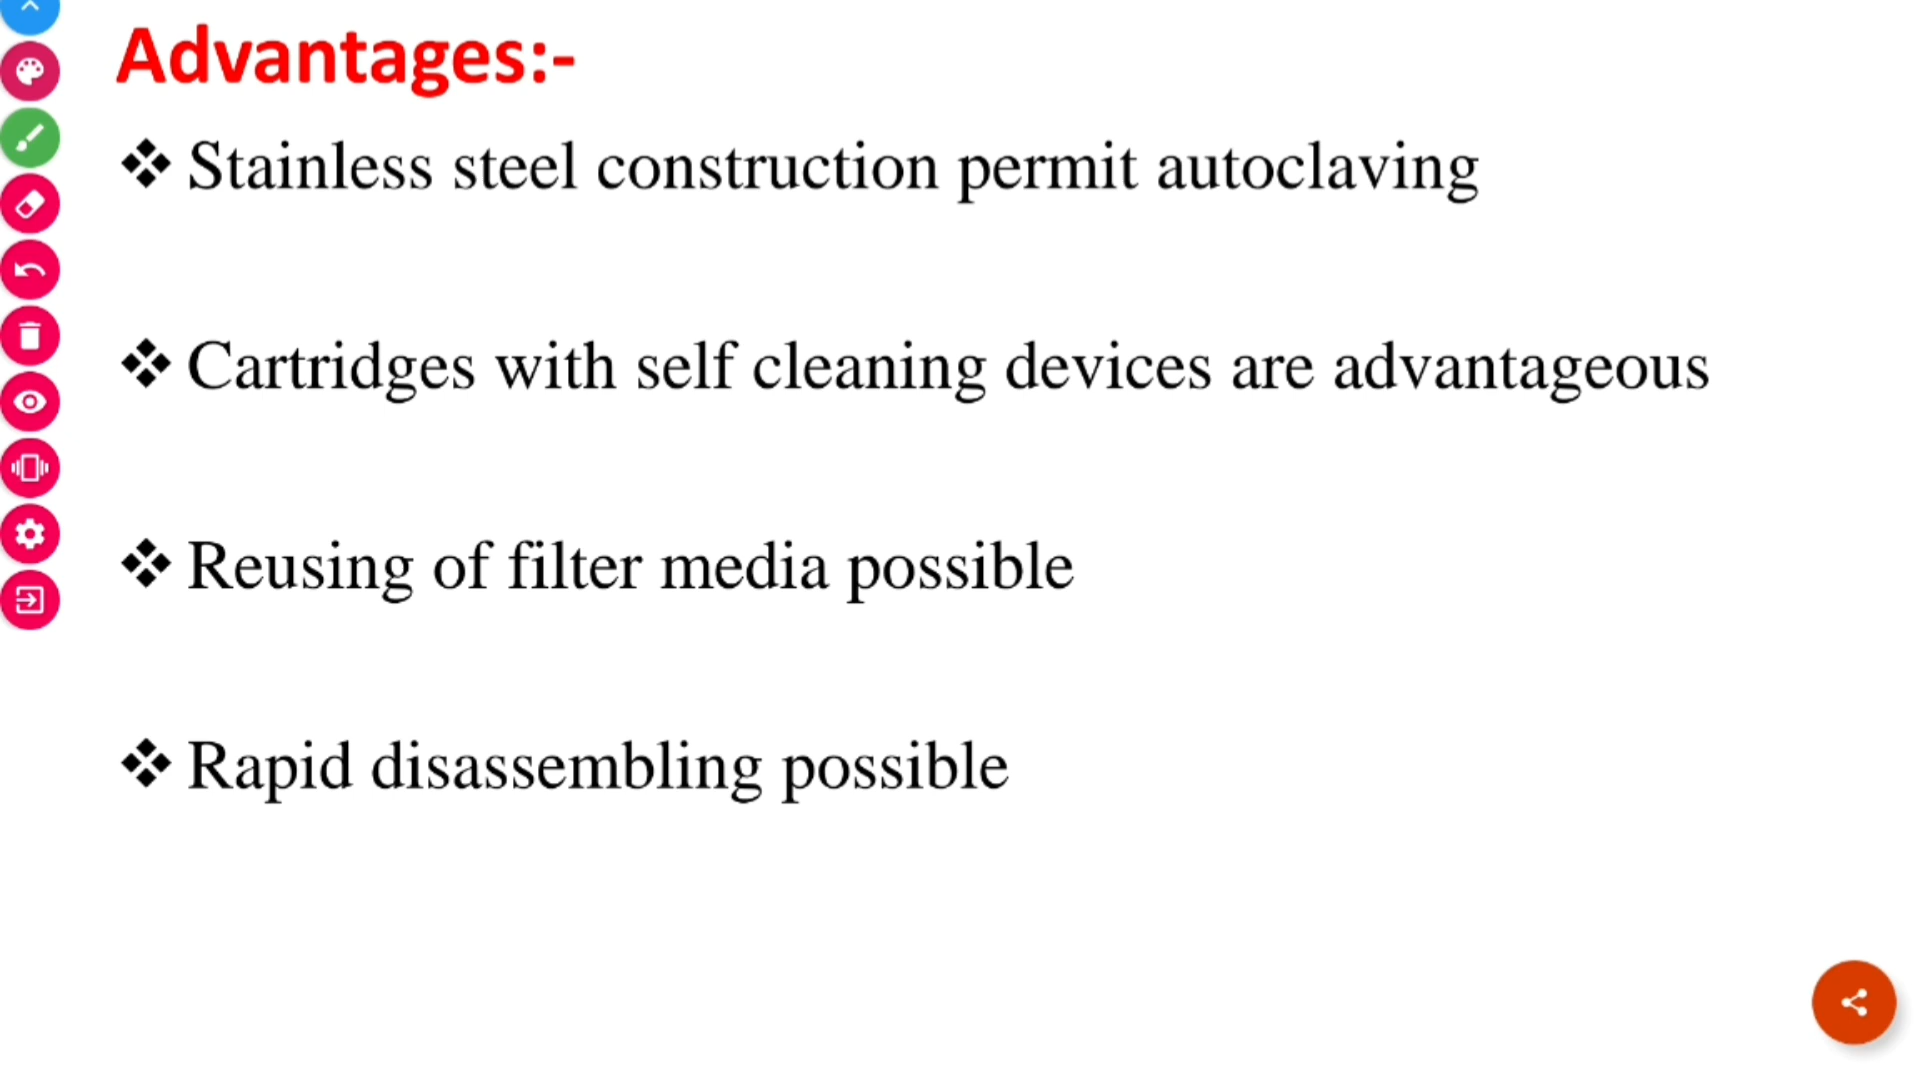 Advantages:-
❖ Stainless steel construction permit autoclaving
❖ Cartridges with self cleaning devices are advantageous
❖ Reusing of filter media possible
❖ Rapid disassembling possible